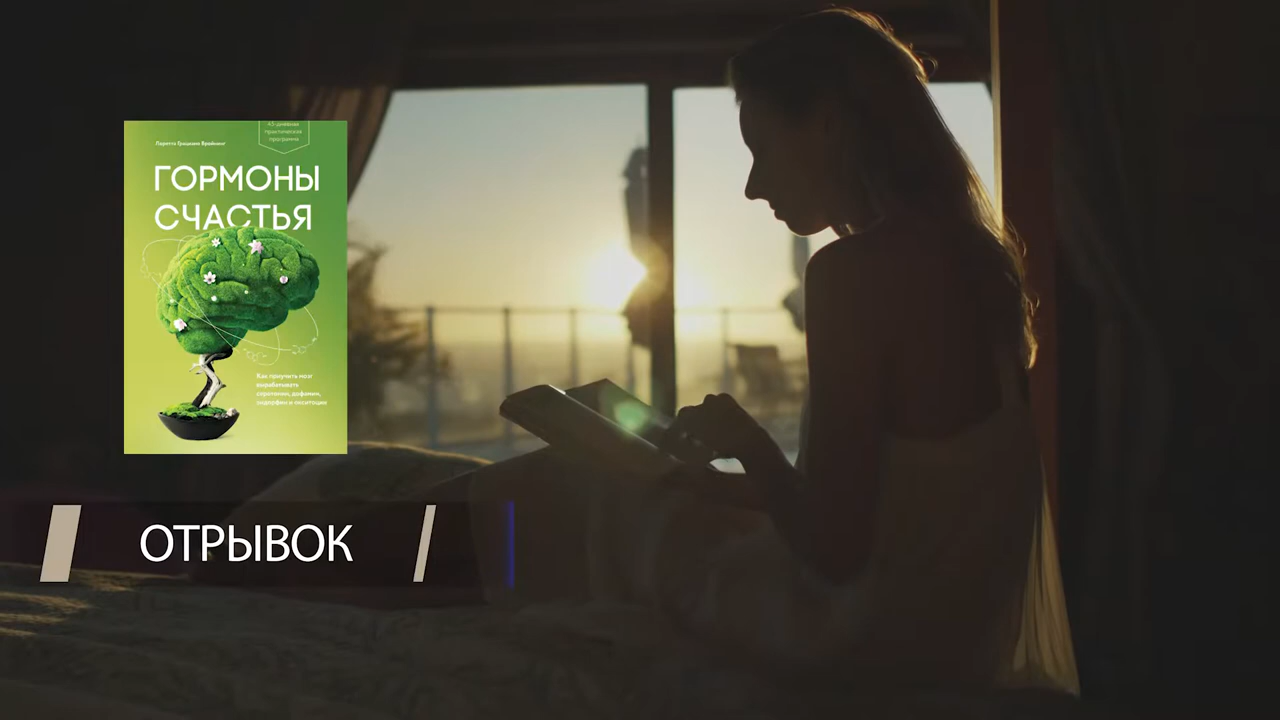 45-дневная
практическая
программа
Лоретта Грациано Бройнинг
ГОРМОНЫ
СЧАСТЬЯ
Как приучить мозг
вырабатывать
серотонин, дофамин,
эндорфин и окситоцин
ОТРЫВОК